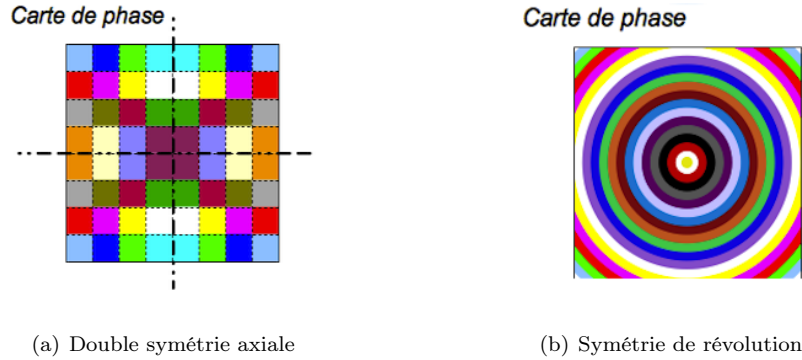 Carte de phase
Carte de phase
(a) Double symétrie axiale
(b) Symétrie de révolution